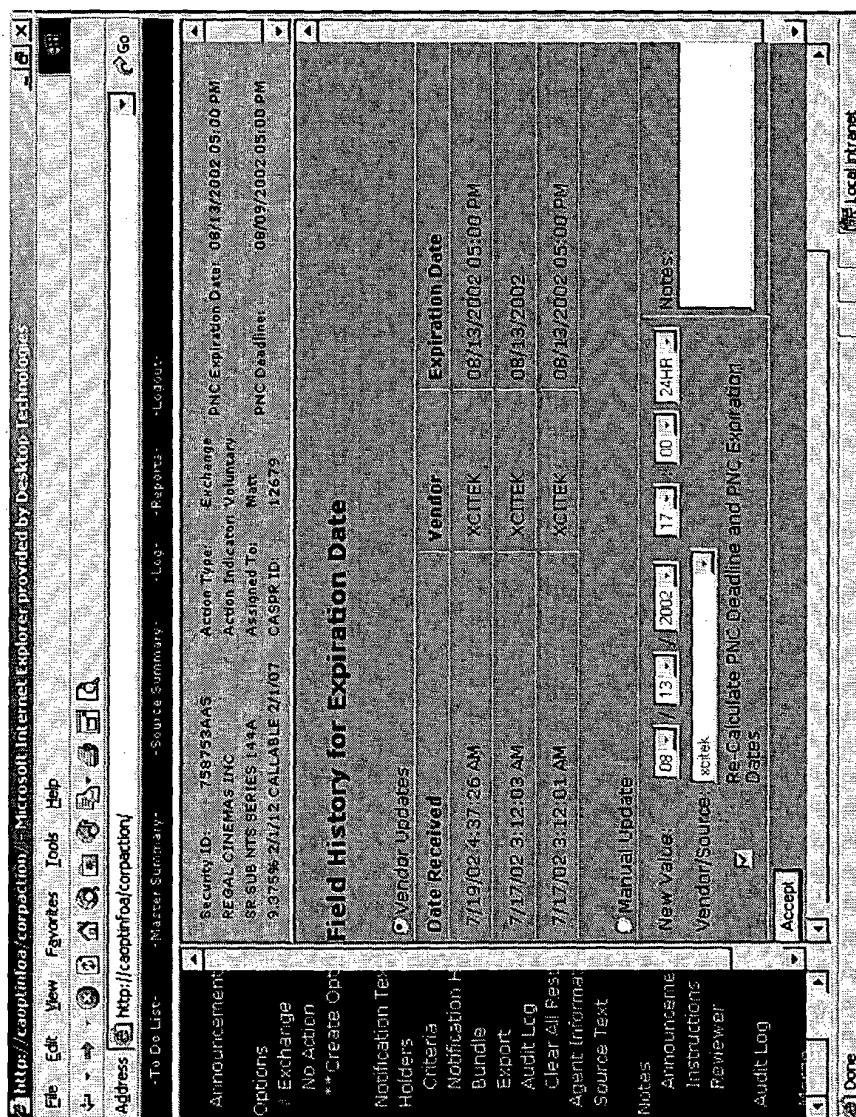 http://caoptinfoa/corpaction/ - Microsoft Internet Explorer provided by Desktop Technologies
File Edit View Favorites Tools Help
Address http://caoptinfoa/corpaction/ Go
-To Do List- -Master Summary- -Source Summary- -Log- -Reports- -Logout-
Announcement
Options
Exchange
No Action
**Create Opt
Notification Tex
Holders
Criteria
Notification H
Bundle
Export
Audit Log
Clear All Resu
Agent Informat
Source Text
Notes
Announceme
Instructions
Reviewer
Audit Log
Security ID: 758753AA5 Action Type: Exchange PNC Expiration Date: 08/13/2002 05:00 PM
REGAL CINEMAS INC Action Indicator: Voluntary
SR SUB NTS SERIES 144A Assigned To: Matt PNC Deadline: 08/09/2002 05:00 PM
9.375% 2/1/12 CALLABLE 2/1/07 CASPR ID: 12679
Field History for Expiration Date
Vendor Updates:
Date Received Vendor Expiration Date
7/19/02 4:37:26 AM XCITEK 08/13/2002 05:00 PM
7/17/02 3:12:03 AM XCITEK 08/13/2002
7/17/02 3:12:01 AM XCITEK 08/13/2002 05:00 PM
Manual Update
New Value: 08 / 13 / 2002 17 : 00 24HR Notes:
Vendor/Source: xcitek
Re-Calculate PNC Deadline and PNC Expiration
Dates
Accept
Done Local intranet